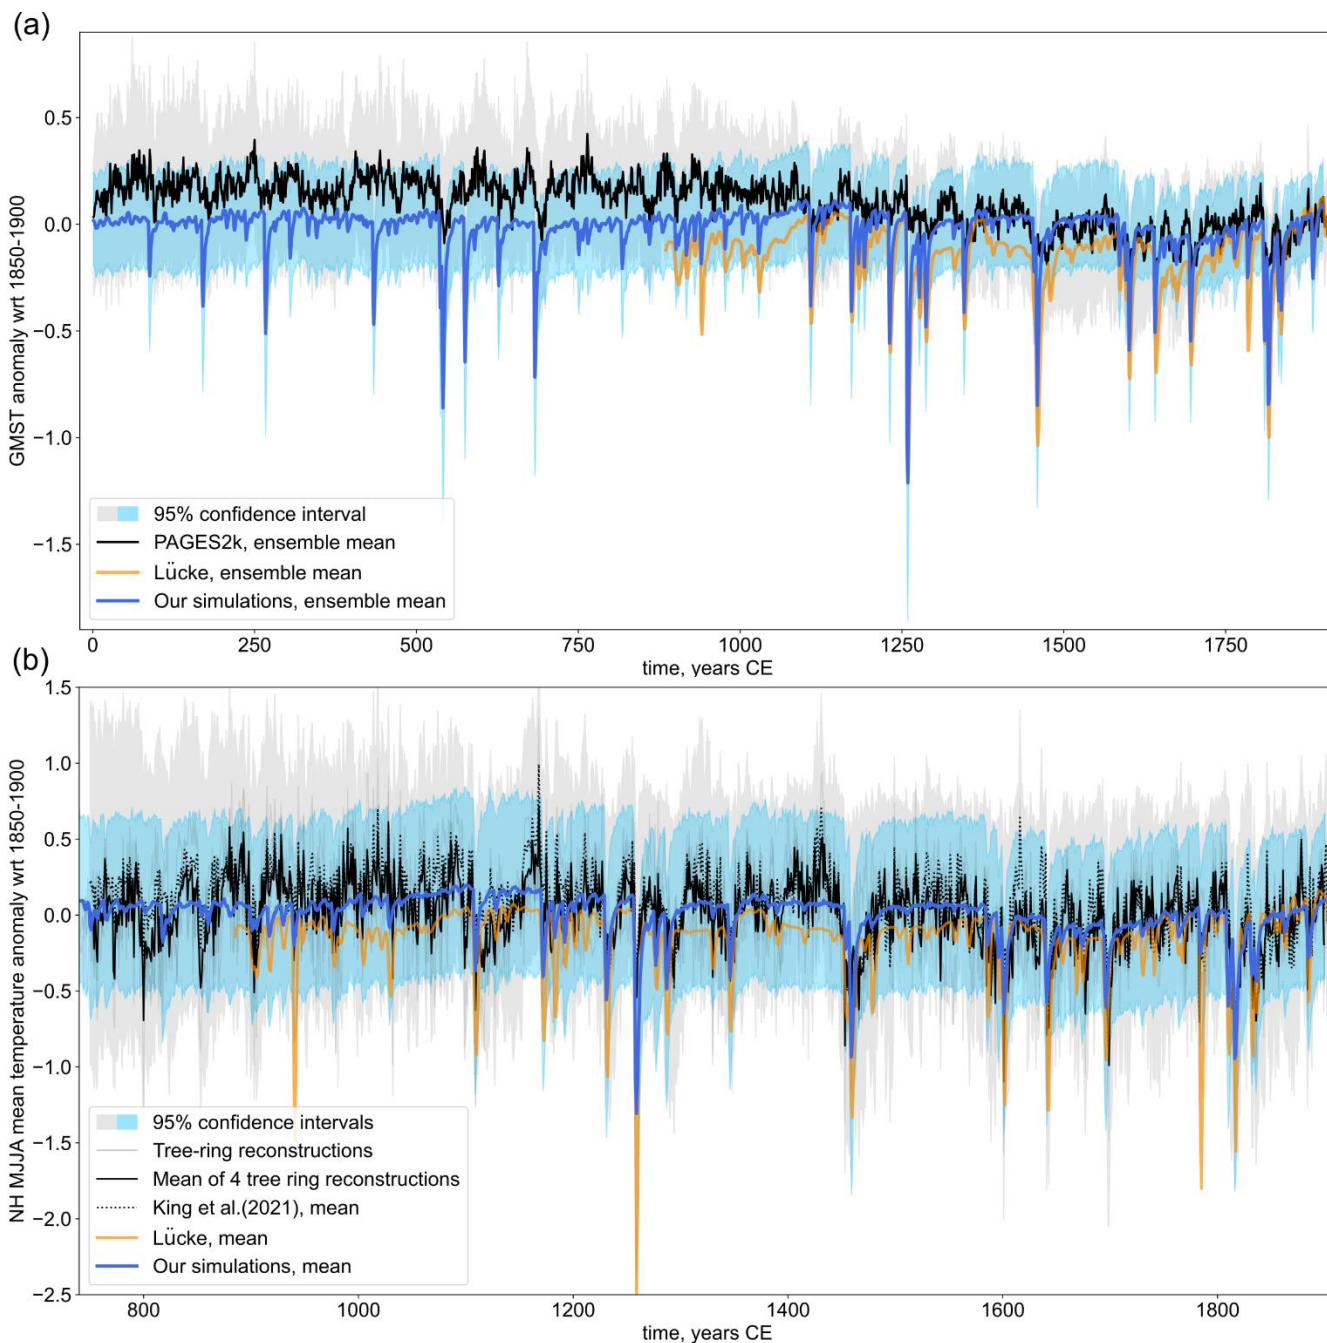 (a)
GMST anomaly wrt 1850-1900
0.5
0.0
−0.5
−1.0
−1.5
95% confidence interval
PAGES2k, ensemble mean
Lücke, ensemble mean
Our simulations, ensemble mean
0 250 500 750 1000 1250 1500 1750
time, years CE
(b)
NH MJJA mean temperature anomaly wrt 1850-1900
1.5
1.0
0.5
0.0
−0.5
−1.0
−1.5
−2.0
−2.5
95% confidence intervals
Tree-ring reconstructions
Mean of 4 tree ring reconstructions
King et al.(2021), mean
Lücke, mean
Our simulations, mean
800 1000 1200 1400 1600 1800
time, years CE